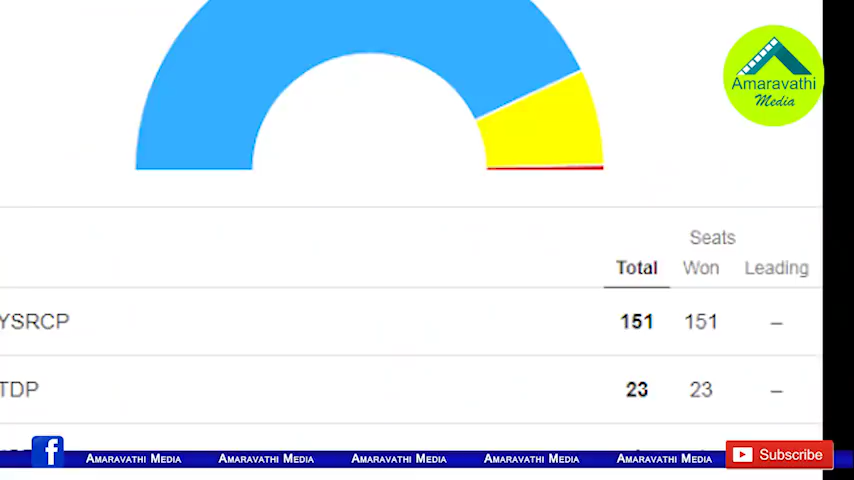 Amaravathi
Media
Seats
Total Won Leading
YSRCP 151 151 –
TDP 23 23 –
f AMARAVATHI MEDIA AMARAVATHI MEDIA AMARAVATHI MEDIA AMARAVATHI MEDIA AMARAVATHI MEDIA Subscribe